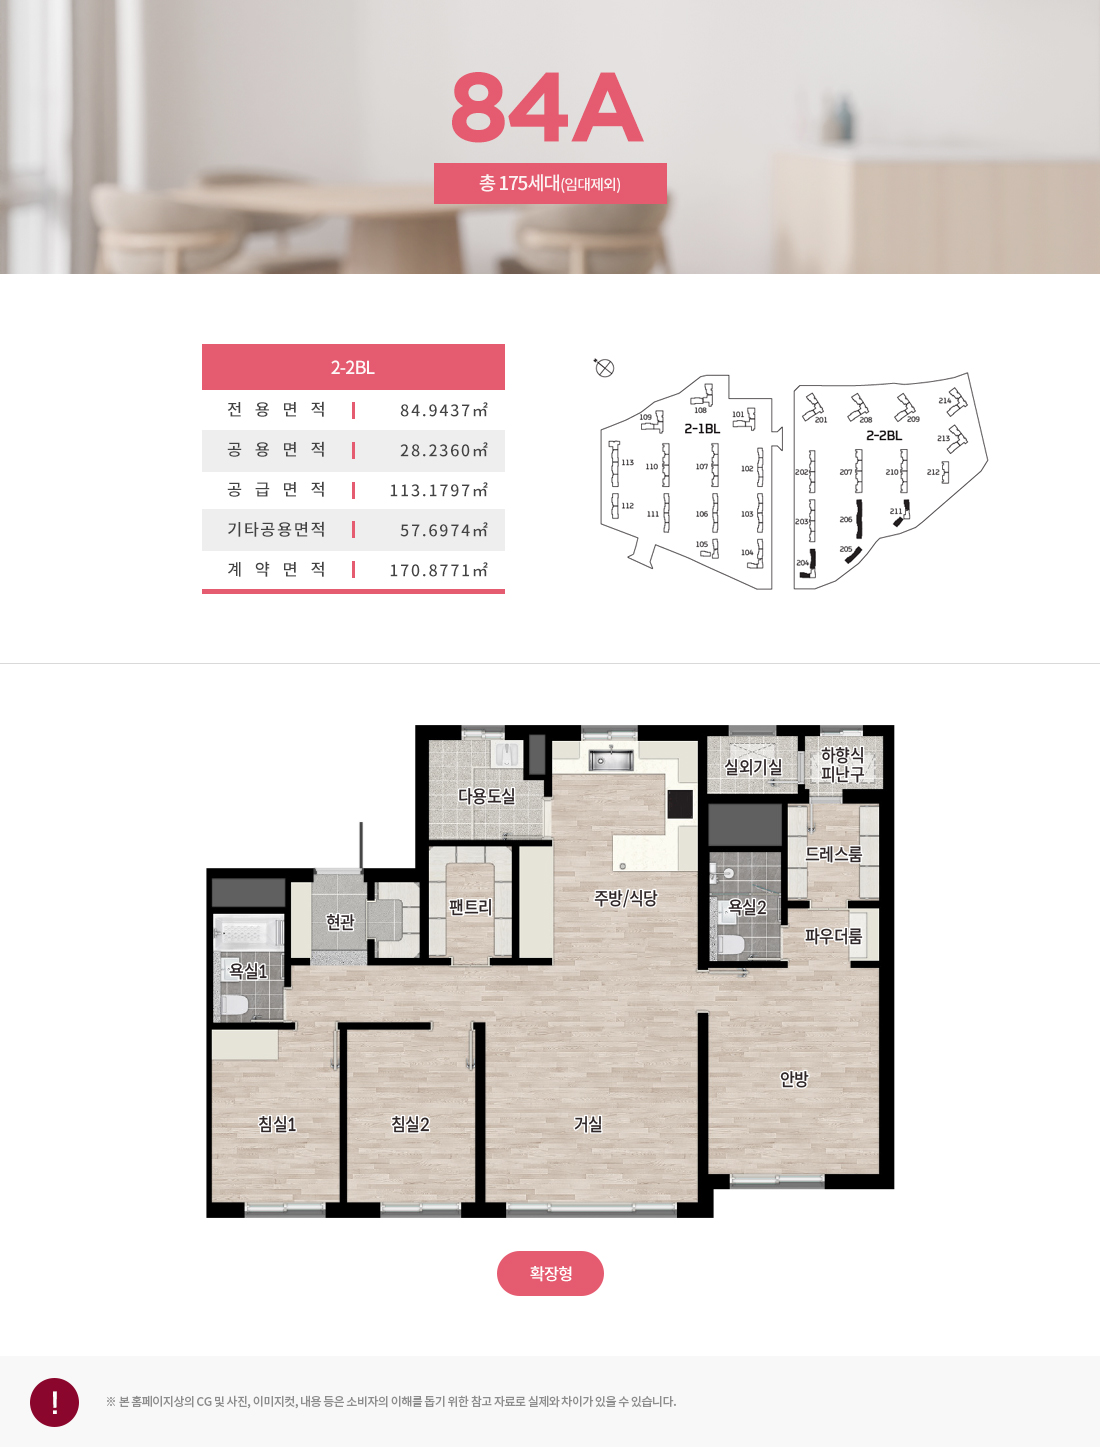 84A
총 175세대(임대제외)
2-2BL
전 용 면 적 84.9437㎡
공 용 면 적 28.2360㎡
공 급 면 적 113.1797㎡
기타공용면적 57.6974㎡
계 약 면 적 170.8771㎡
2-1BL
108
109
101
113
110
107
102
112
111
106
103
105
104
2-2BL
201
208
209
214
213
202
207
210
212
203
206
211
205
204
실외기실
하향식
피난구
다용도실
드레스룸
주방/식당
팬트리
욕실2
현관
파우더룸
욕실1
안방
침실1
침실2
거실
확장형
!
※ 본 홈페이지상의 CG 및 사진, 이미지컷, 내용 등은 소비자의 이해를 돕기 위한 참고 자료로 실제와 차이가 있을 수 있습니다.